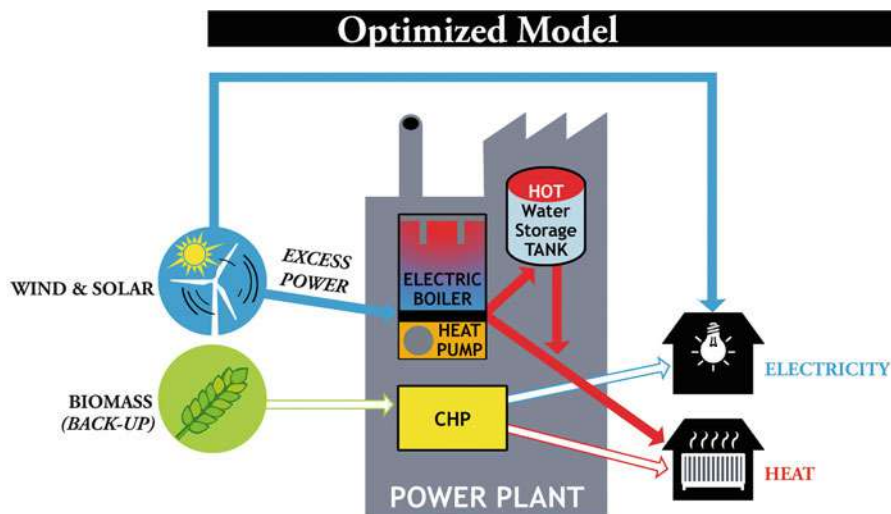 Optimized Model
HOT
Water
Storage
TANK
EXCESS
POWER
WIND & SOLAR
ELECTRIC
BOILER
HEAT
PUMP
ELECTRICITY
BIOMASS
(BACK-UP)
CHP
HEAT
POWER PLANT